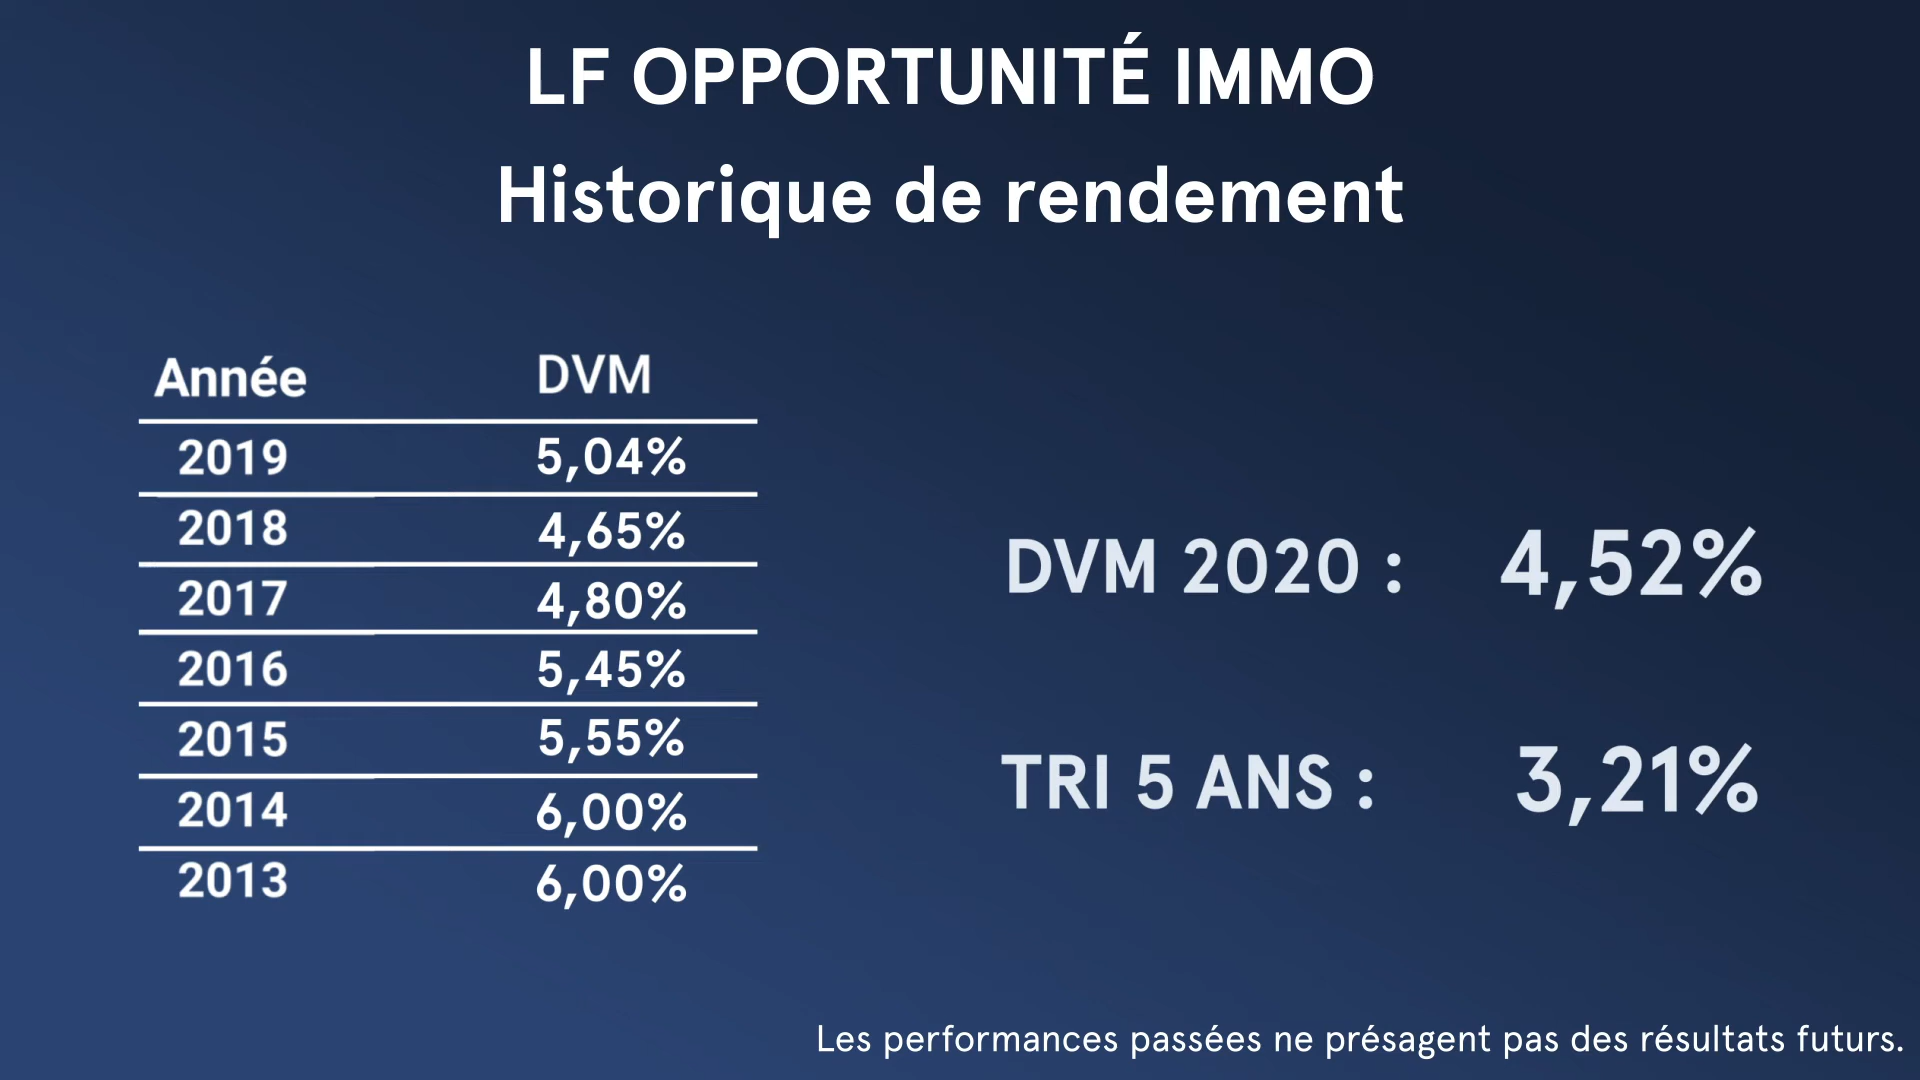 LF OPPORTUNITÉ IMMO
Historique de rendement
Année DVM
2019 5,04%
2018 4,65%
2017 4,80%
2016 5,45%
2015 5,55%
2014 6,00%
2013 6,00%
DVM 2020 : 4,52%
TRI 5 ANS : 3,21%
Les performances passées ne présagent pas des résultats futurs.